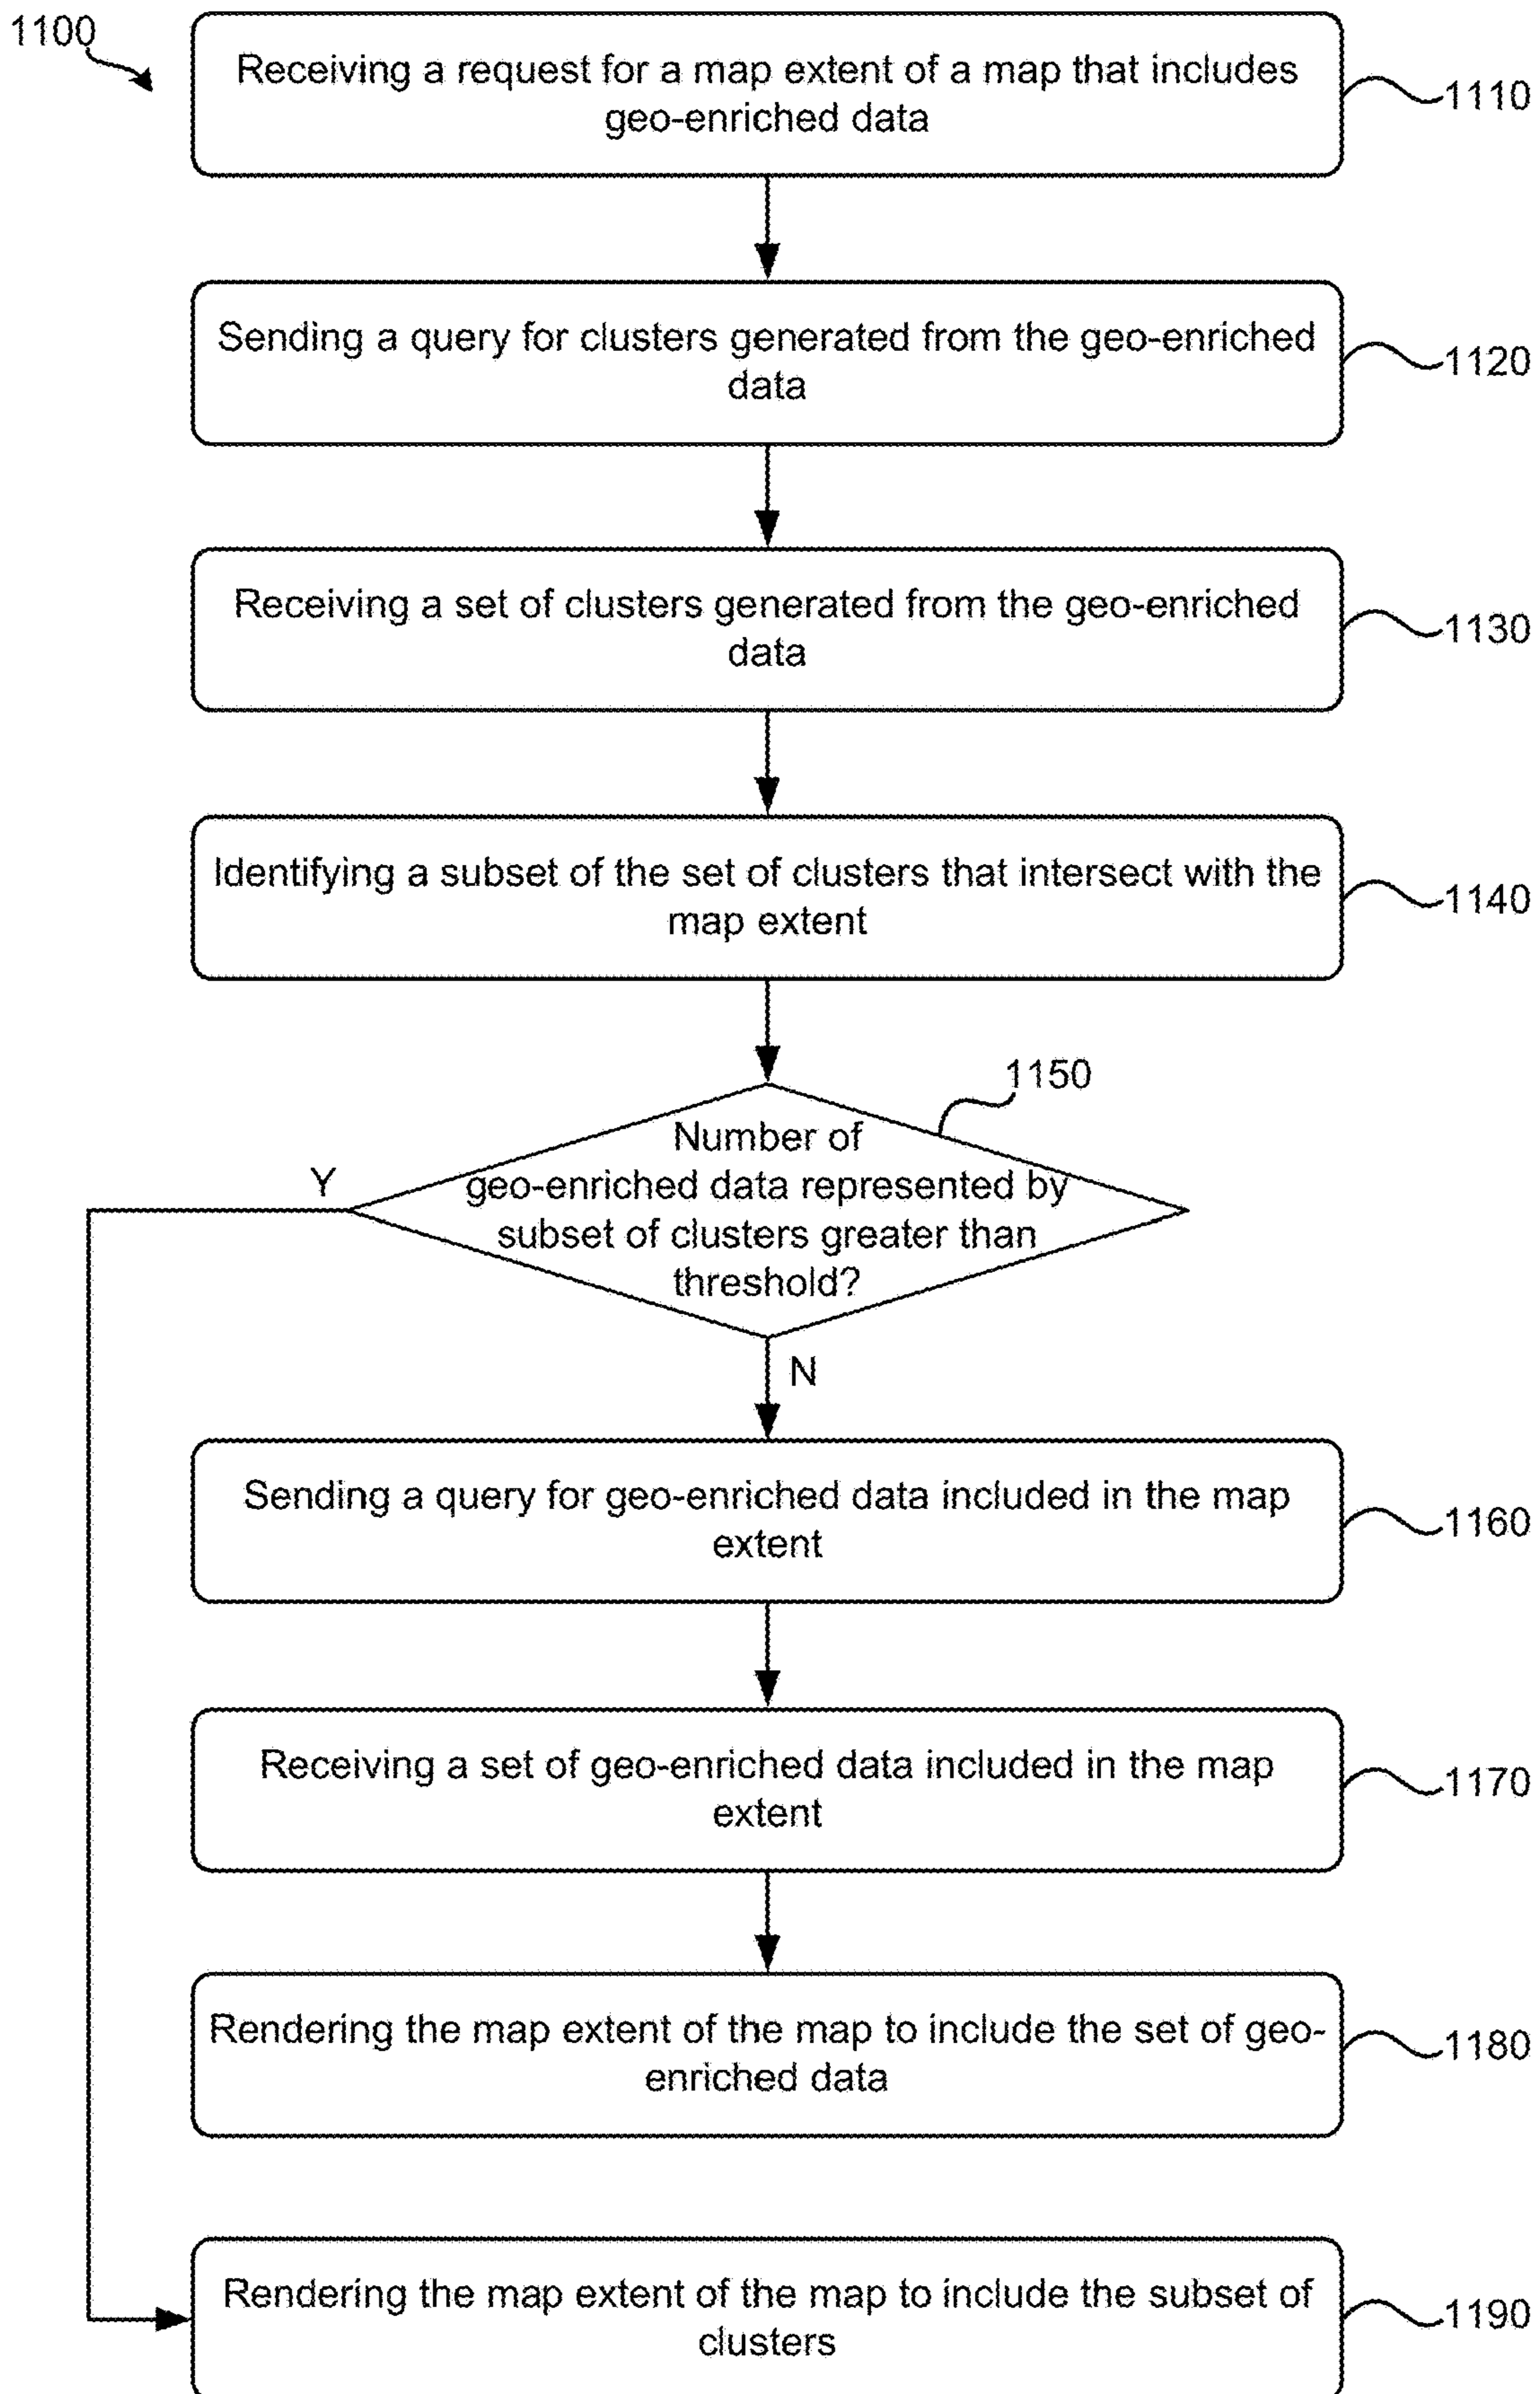 1100
Receiving a request for a map extent of a map that includes
geo-enriched data
1110
Sending a query for clusters generated from the geo-enriched
data
1120
Receiving a set of clusters generated from the geo-enriched
data
1130
Identifying a subset of the set of clusters that intersect with the
map extent
1140
1150
Number of
geo-enriched data represented by
subset of clusters greater than
threshold?
Y
N
Sending a query for geo-enriched data included in the map
extent
1160
Receiving a set of geo-enriched data included in the map
extent
1170
Rendering the map extent of the map to include the set of geo-
enriched data
1180
Rendering the map extent of the map to include the subset of
clusters
1190